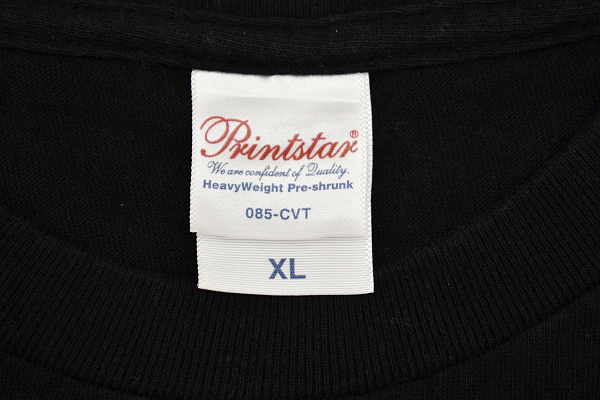 Printstar®
We are confident of Quality.
HeavyWeight Pre-shrunk
085-CVT
XL